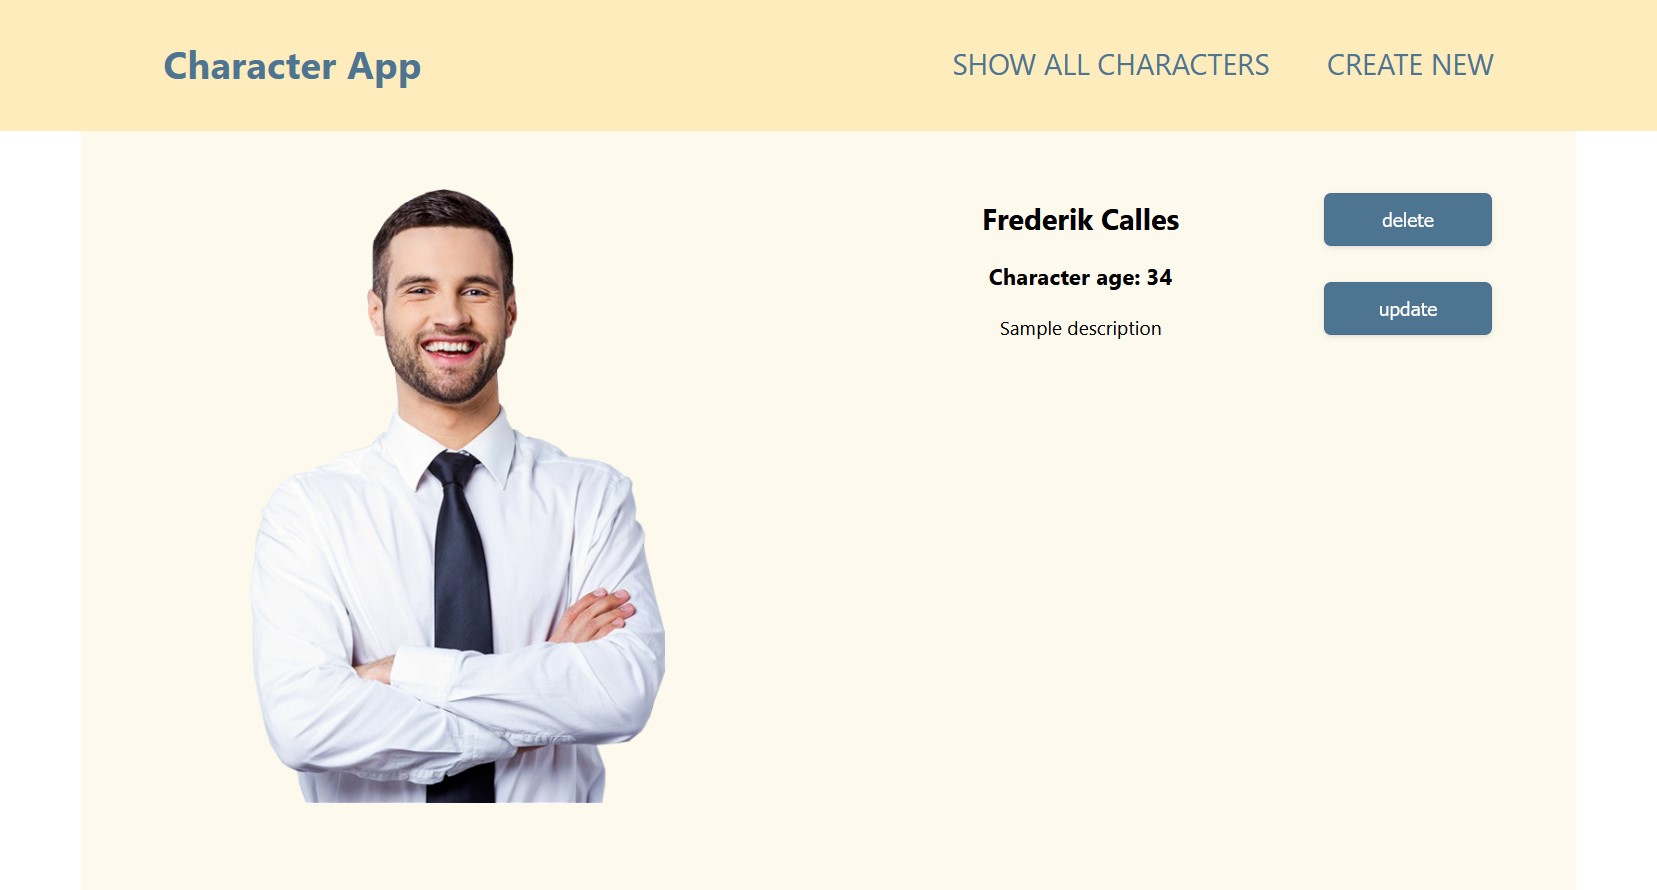 Character App
SHOW ALL CHARACTERS
CREATE NEW
Frederik Calles
Character age: 34
Sample description
delete
update